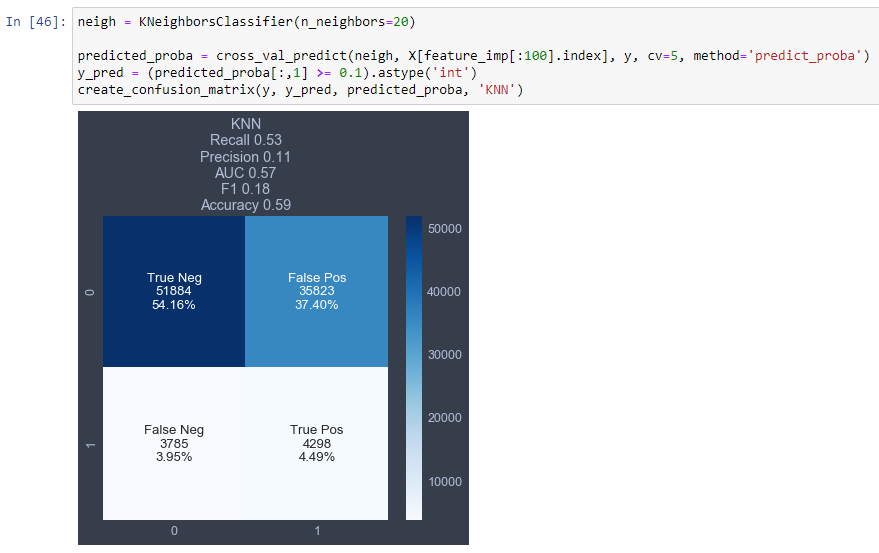 In [46]:
neigh = KNeighborsClassifier(n_neighbors=20)
predicted_proba = cross_val_predict(neigh, X[feature_imp[:100].index], y, cv=5, method='predict_proba')
y_pred = (predicted_proba[:,1] >= 0.1).astype('int')
create_confusion_matrix(y, y_pred, predicted_proba, 'KNN')
KNN
Recall 0.53
Precision 0.11
AUC 0.57
F1 0.18
Accuracy 0.59
0
True Neg
51884
54.16%
False Pos
35823
37.40%
1
False Neg
3785
3.95%
True Pos
4298
4.49%
0
1
50000
40000
30000
20000
10000